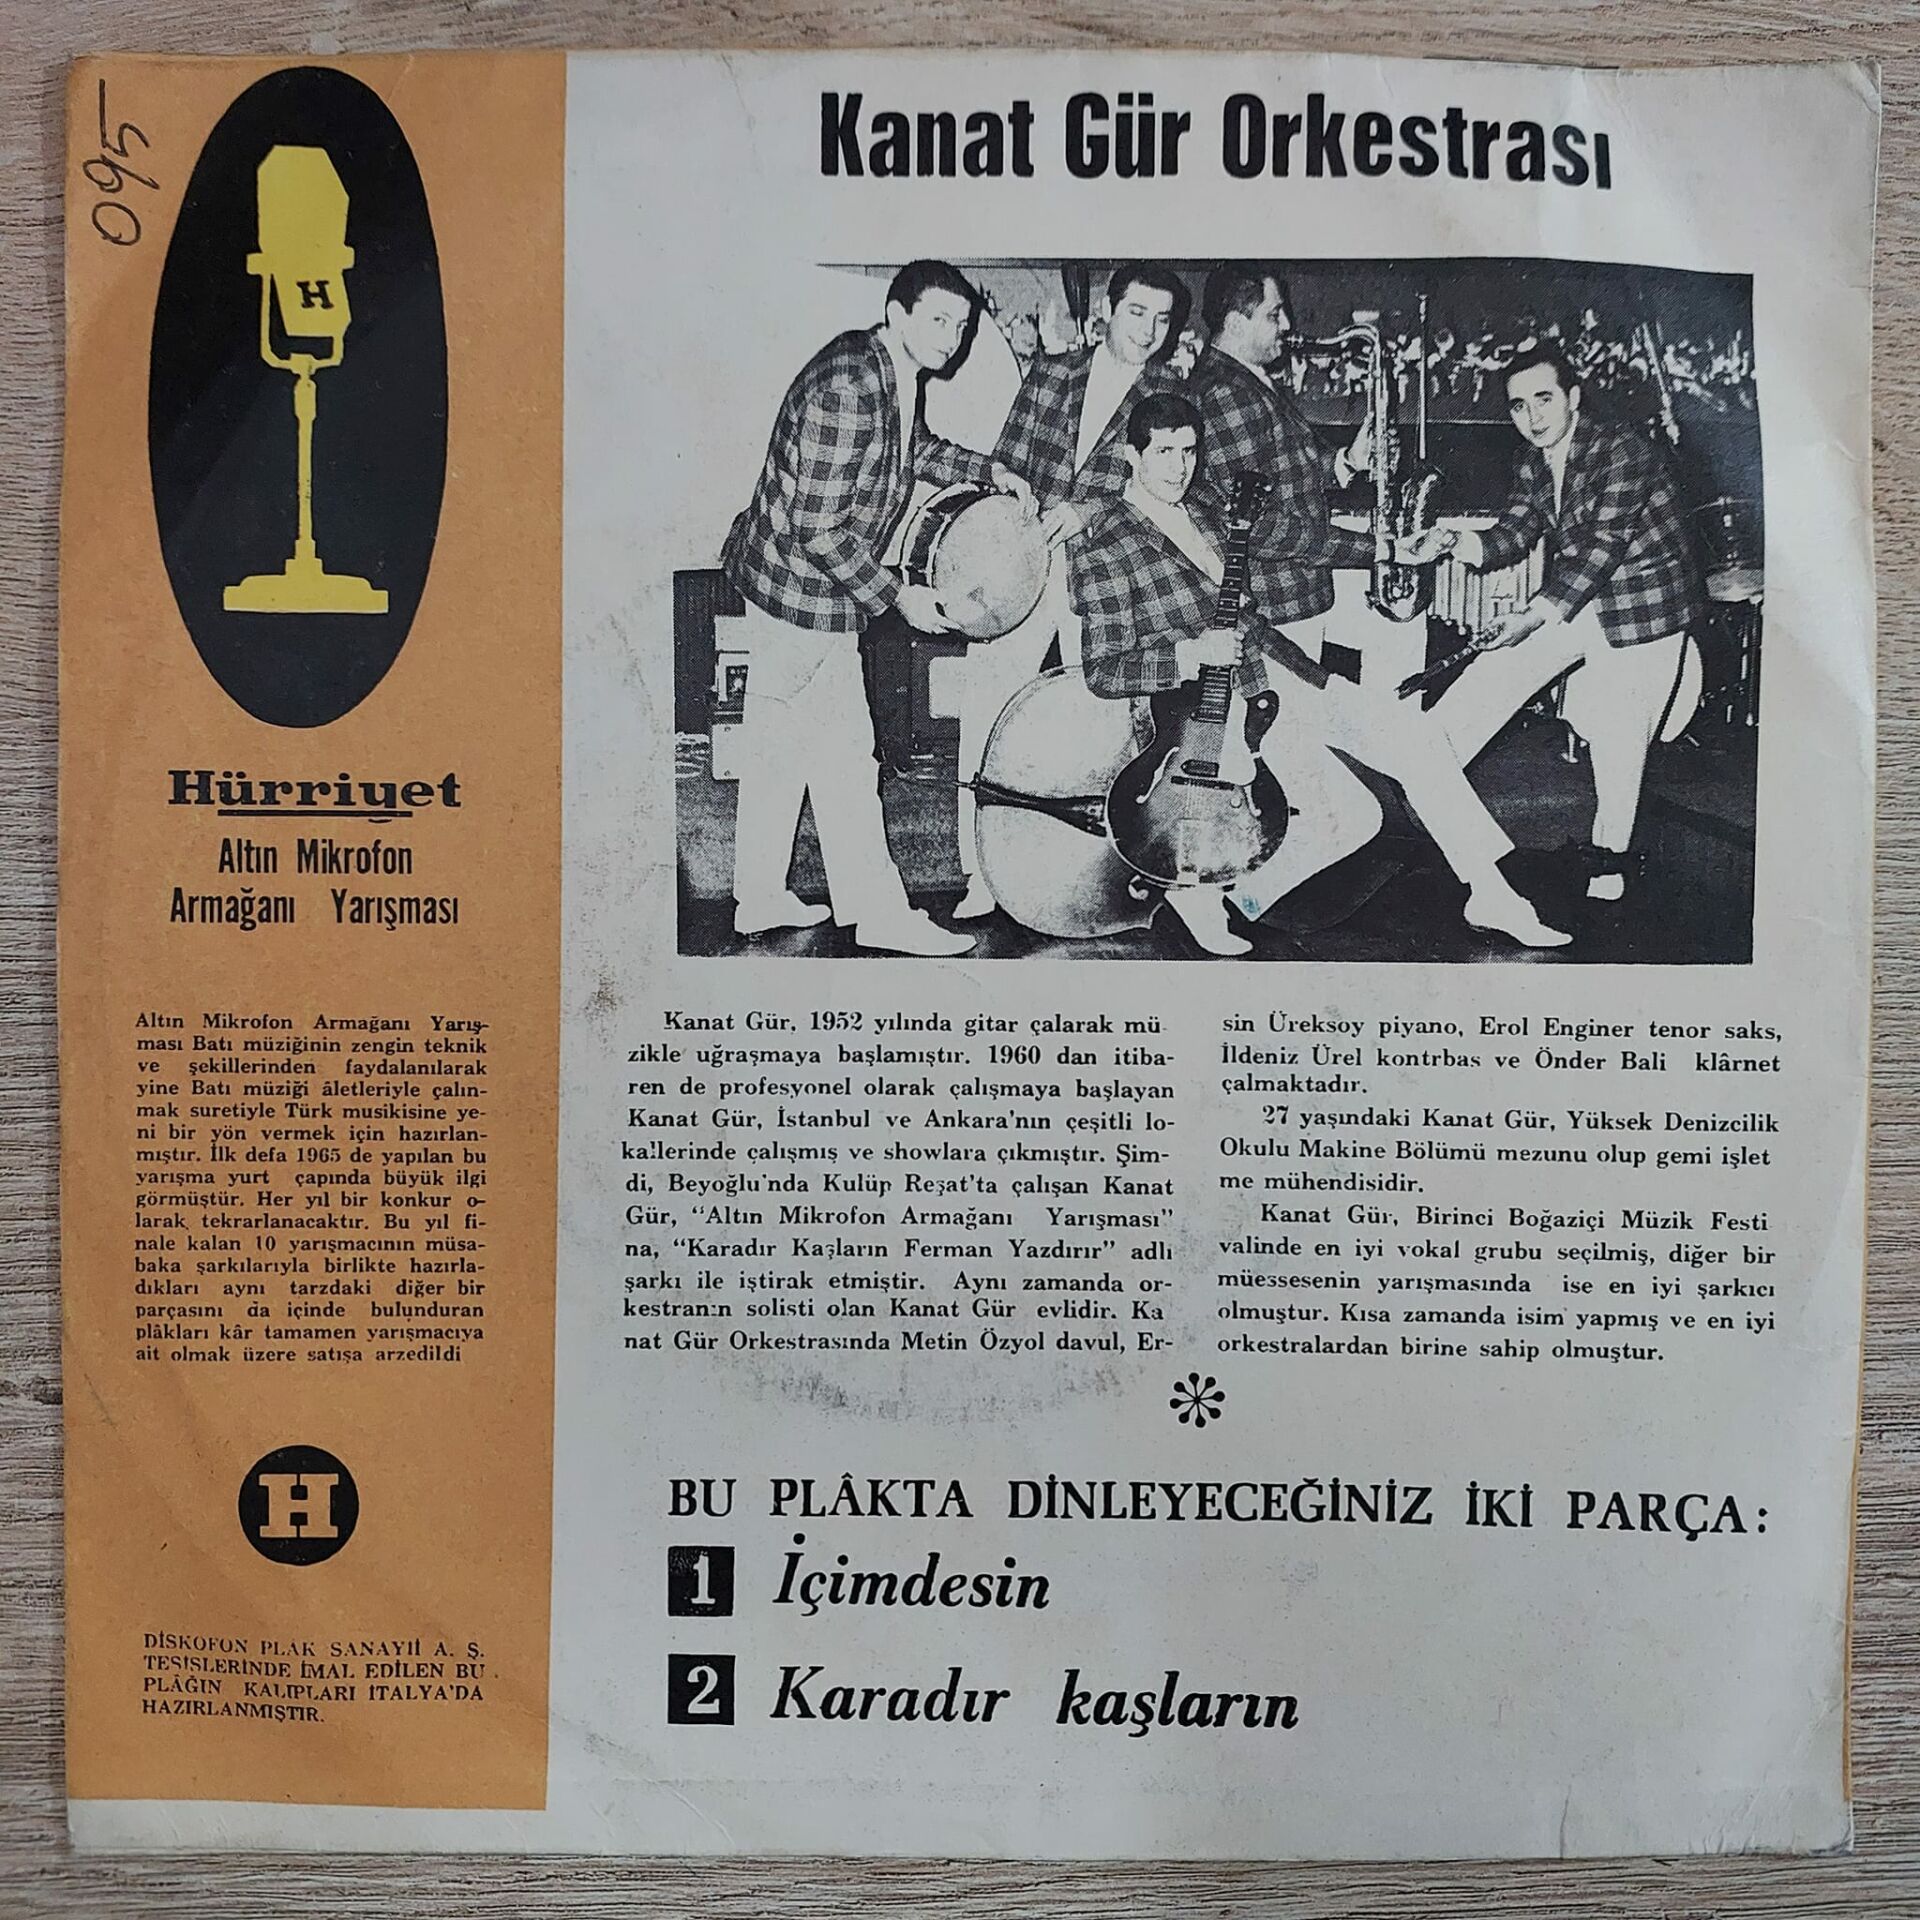 095
H
Hürriyet
Altın Mikrofon
Armağanı Yarışması
Altın Mikrofon Armağanı Yarış-
ması Batı müziğinin zengin teknik
ve şekillerinden faydalanılarak
yine Batı müziği âletleriyle çalın-
mak suretiyle Türk musikisine ye-
ni bir yön vermek için hazırlan-
mıştır. İlk defa 1965 de yapılan bu
yarışma yurt çapında büyük ilgi
görmüştür. Her yıl bir konkur o-
larak tekrarlanacaktır. Bu yıl fi-
nale kalan 10 yarışmacının müsa-
baka şarkılarıyla birlikte hazırla-
dıkları aynı tarzdaki diğer bir
parçasını da içinde bulunduran
plâkları kâr tamamen yarışmacıya
ait olmak üzere satışa arzedildi
H
DİSKOFON PLAK SANAYİİ A. Ş.
TESİSLERİNDE İMAL EDİLEN BU
PLÂĞIN KALIPLARI İTALYA'DA
HAZIRLANMIŞTIR.
Kanat Gür Orkestrası
Kanat Gür, 1952 yılında gitar çalarak mü-
zikle uğraşmaya başlamıştır. 1960 dan itiba-
ren de profesyonel olarak çalışmaya başlayan
Kanat Gür, İstanbul ve Ankara'nın çeşitli lo-
kallerinde çalışmış ve showlara çıkmıştır. Şim-
di, Beyoğlu'nda Kulüp Reşat'ta çalışan Kanat
Gür, "Altın Mikrofon Armağanı Yarışması"
na, "Karadır Kaşların Ferman Yazdırır" adlı
şarkı ile iştirak etmiştir. Aynı zamanda or-
kestranın solisti olan Kanat Gür evlidir. Ka
nat Gür Orkestrasında Metin Özyol davul, Er-
sin Üreksoy piyano, Erol Enginer tenor saks,
İldeniz Ürel kontrbas ve Önder Bali klârnet
çalmaktadır.
27 yaşındaki Kanat Gür, Yüksek Denizcilik
Okulu Makine Bölümü mezunu olup gemi işlet
me mühendisidir.
Kanat Gür, Birinci Boğaziçi Müzik Festi
valinde en iyi vokal grubu seçilmiş, diğer bir
müessesenin yarışmasında ise en iyi şarkıcı
olmuştur. Kısa zamanda isim yapmış ve en iyi
orkestralardan birine sahip olmuştur.
BU PLÂKTA DİNLEYECEĞİNİZ İKİ PARÇA:
1 İçimdesin
2 Karadır kaşların